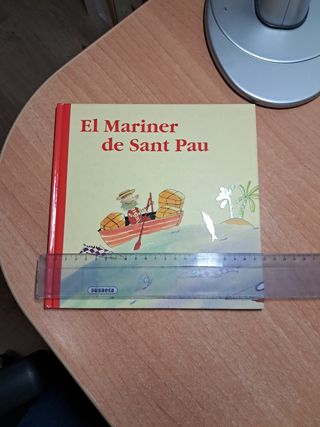 El Mariner
de Sant Pau
susaeta